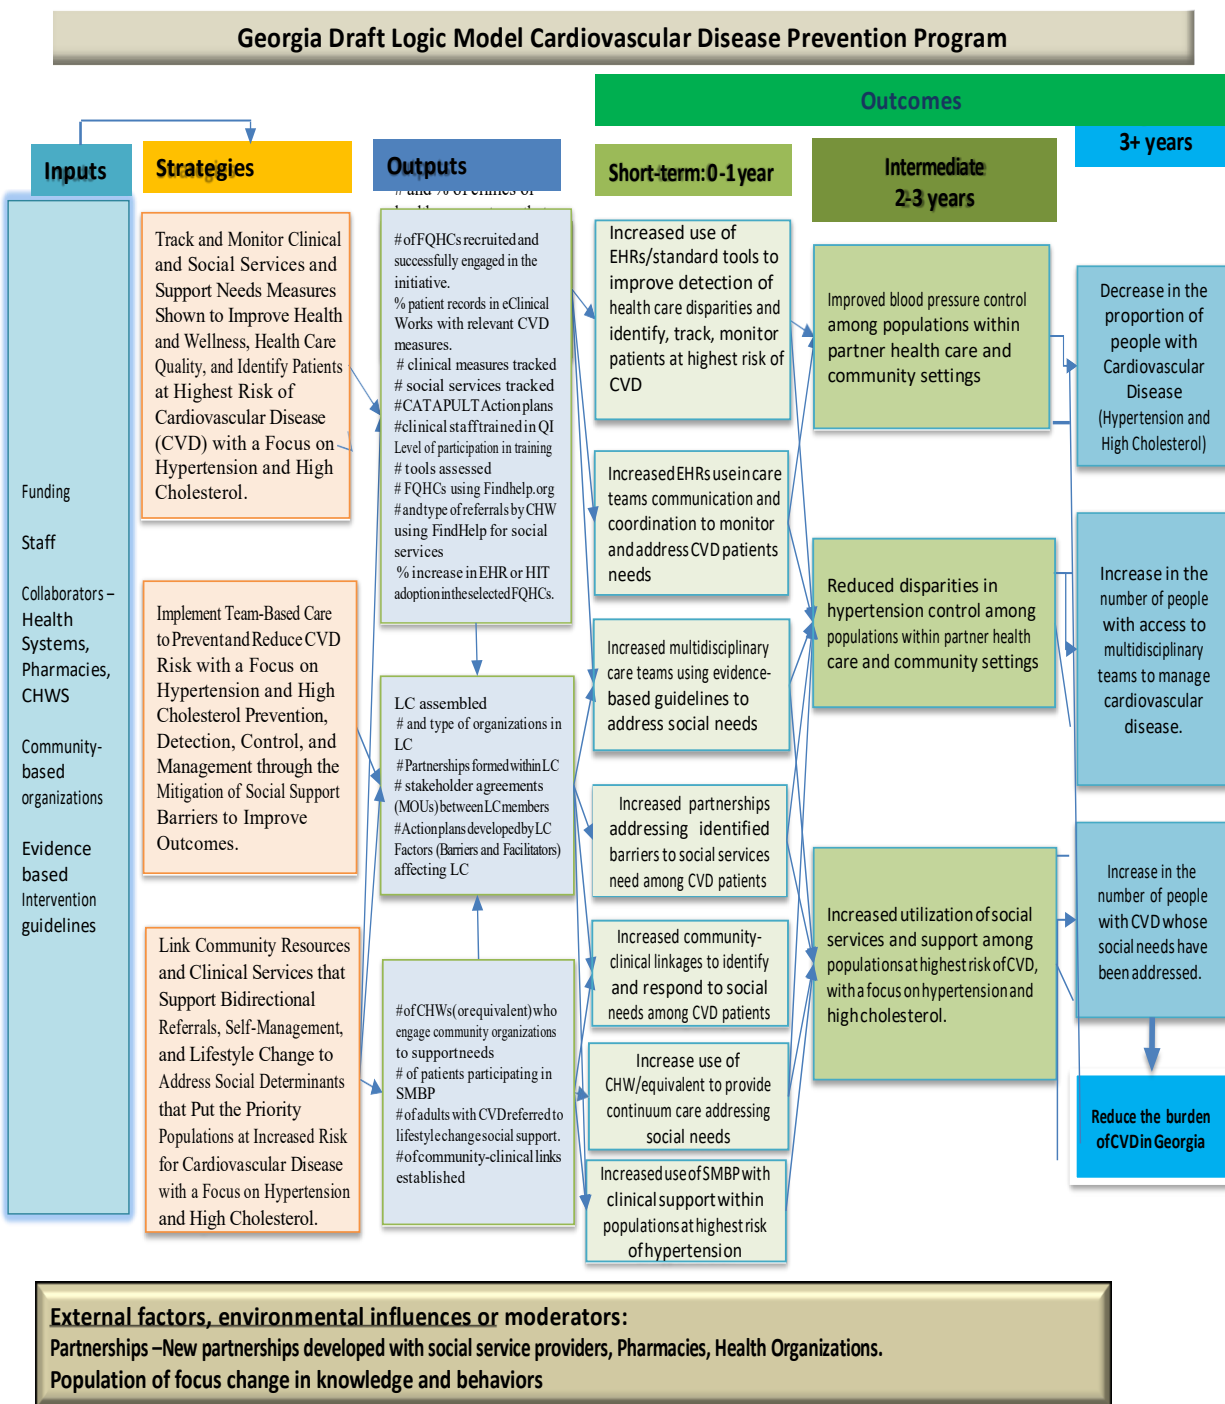 Georgia Draft Logic Model Cardiovascular Disease Prevention Program
Outcomes
Inputs
Strategies
Outputs
Short-term: 0-1 year
Intermediate
2-3 years
3+ years
Funding
Staff
Collaborators –
Health
Systems,
Pharmacies,
CHWS
Community-
based
organizations
Evidence
based
Intervention
guidelines
Track and Monitor Clinical
and Social Services and
Support Needs Measures
Shown to Improve Health
and Wellness, Health Care
Quality, and Identify Patients
at Highest Risk of
Cardiovascular Disease
(CVD) with a Focus on
Hypertension and High
Cholesterol.
Implement Team-Based Care
to Prevent and Reduce CVD
Risk with a Focus on
Hypertension and High
Cholesterol Prevention,
Detection, Control, and
Management through the
Mitigation of Social Support
Barriers to Improve
Outcomes.
Link Community Resources
and Clinical Services that
Support Bidirectional
Referrals, Self-Management,
and Lifestyle Change to
Address Social Determinants
that Put the Priority
Populations at Increased Risk
for Cardiovascular Disease
with a Focus on Hypertension
and High Cholesterol.
# and % of clinics or
# of FQHCs recruited and
successfully engaged in the
initiative.
% patient records in eClinical
Works with relevant CVD
measures.
# clinical measures tracked
# social services tracked
#CATAPULT Action plans
#clinical staff trained in QI
Level of participation in training
# tools assessed
# FQHCs using Findhelp.org
# and type of referrals by CHW
using FindHelp for social
services
% increase in EHR or HIT
adoption in the selected FQHCs.
LC assembled
# and type of organizations in
LC
#Partnerships formed within LC
# stakeholder agreements
(MOUs) between LC members
#Action plans developed by LC
Factors (Barriers and Facilitators)
affecting LC
# of CHWs (or equivalent) who
engage community organizations
to support needs
# of patients participating in
SMBP
# of adults with CVD referred to
lifestyle change social support.
# of community-clinical links
established
Increased use of
EHRs/standard tools to
improve detection of
health care disparities and
identify, track, monitor
patients at highest risk of
CVD
Increased EHRs use in care
teams communication and
coordination to monitor
and address CVD patients
needs
Increased multidisciplinary
care teams using evidence-
based guidelines to
address social needs
Increased partnerships
addressing identified
barriers to social services
need among CVD patients
Increased community-
clinical linkages to identify
and respond to social
needs among CVD patients
Increase use of
CHW/equivalent to provide
continuum care addressing
social needs
Increased use of SMBP with
clinical support within
populations at highest risk
of hypertension
Improved blood pressure control
among populations within
partner health care and
community settings
Reduced disparities in
hypertension control among
populations within partner health
care and community settings
Increased utilization of social
services and support among
populations at highest risk of CVD,
with a focus on hypertension and
high cholesterol.
Decrease in the
proportion of
people with
Cardiovascular
Disease
(Hypertension and
High Cholesterol)
Increase in the
number of people
with access to
multidisciplinary
teams to manage
cardiovascular
disease.
Increase in the
number of people
with CVD whose
social needs have
been addressed.
Reduce the burden
of CVD in Georgia
External factors, environmental influences or moderators:
Partnerships –New partnerships developed with social service providers, Pharmacies, Health Organizations.
Population of focus change in knowledge and behaviors